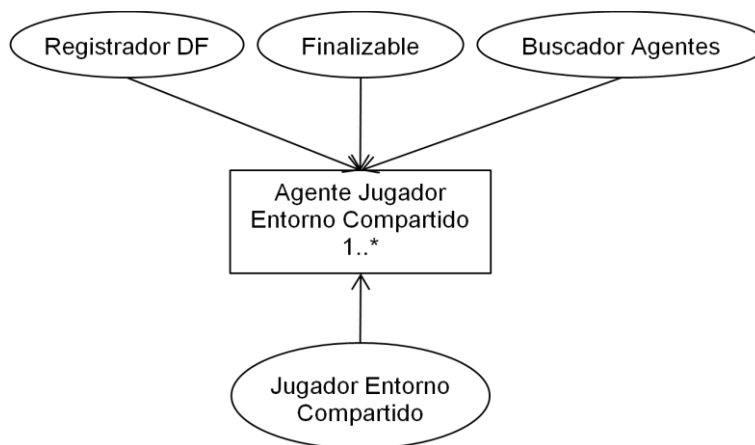 Registrador DF
Finalizable
Buscador Agentes
Agente Jugador
Entorno Compartido
1..*
Jugador Entorno
Compartido